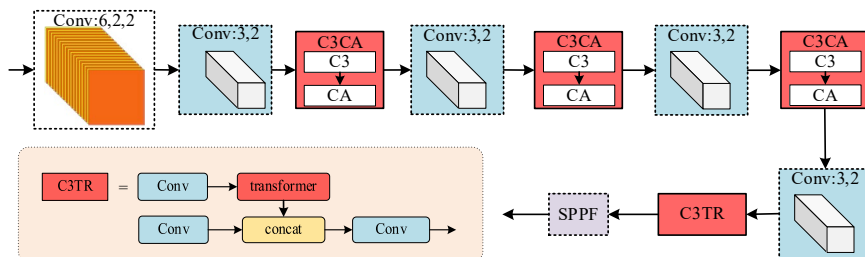 Conv:6,2,2
Conv:3,2
C3CA
C3
CA
Conv:3,2
C3CA
C3
CA
Conv:3,2
C3CA
C3
CA
Conv:3,2
C3TR
SPPF
C3TR = Conv transformer
Conv concat Conv